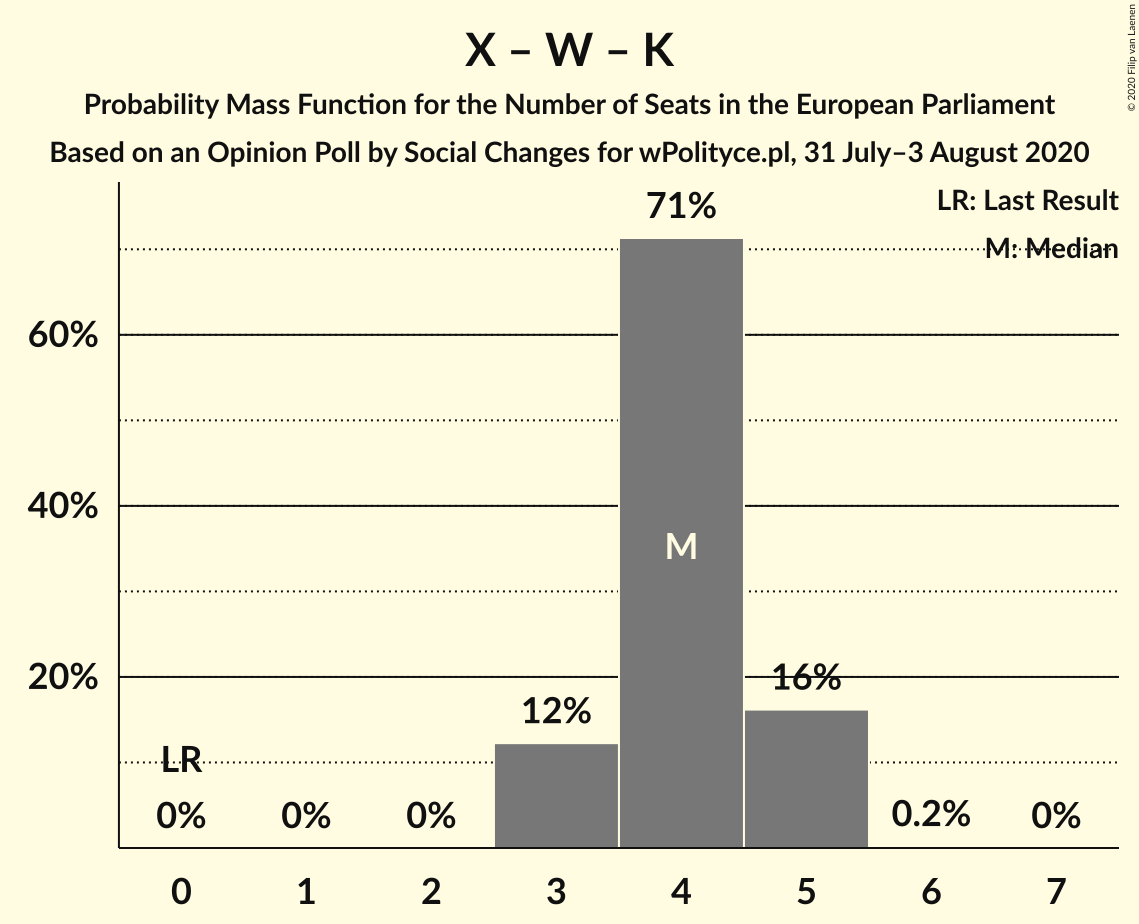 X – W – K
Probability Mass Function for the Number of Seats in the European Parliament
Based on an Opinion Poll by Social Changes for wPolityce.pl, 31 July–3 August 2020
© 2020 Filip van Laenen
LR: Last Result
M: Median
71%
60%
40%
M
20%
16%
12%
LR
0%
0%
0%
0.2%
0%
0
1
2
3
4
5
6
7